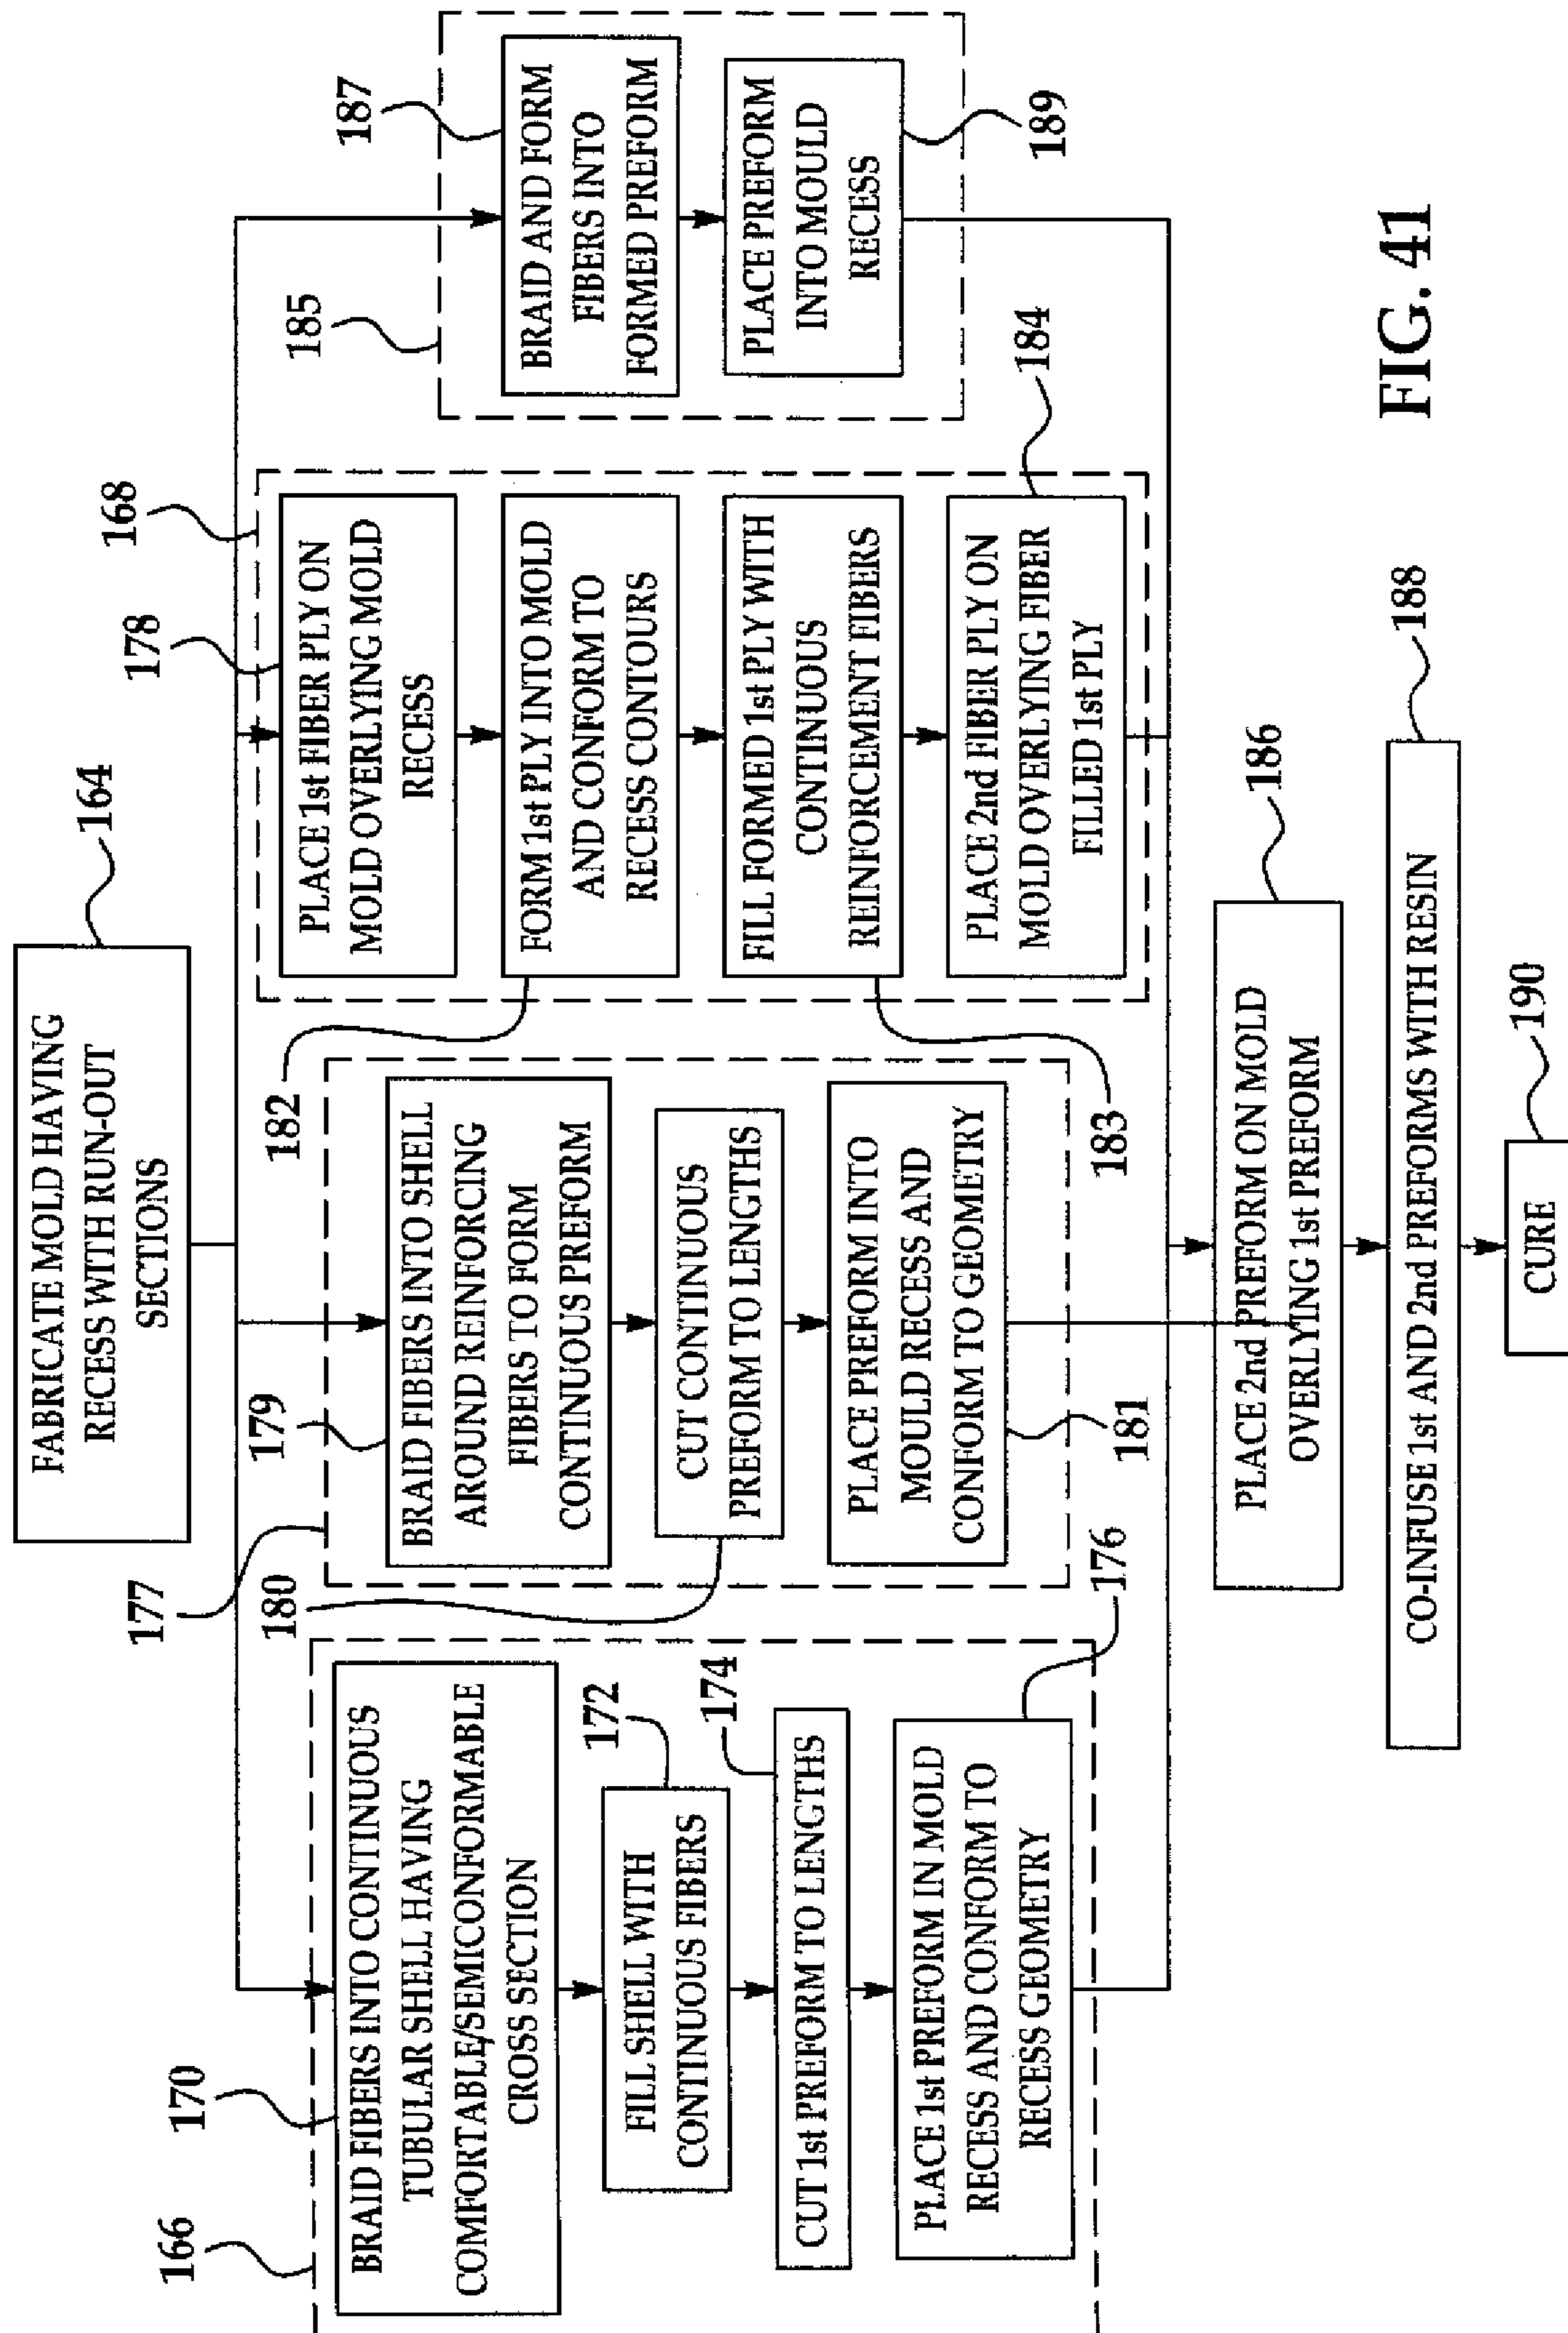 FABRICATE MOLD HAVING
RECESS WITH RUN-OUT
SECTIONS
164
166
170
BRAID FIBERS INTO CONTINUOUS
TUBULAR SHELL HAVING
COMFORTABLE/SEMICONFORMABLE
CROSS SECTION
172
FILL SHELL WITH
CONTINUOUS FIBERS
174
CUT 1st PREFORM TO LENGTHS
PLACE 1st PREFORM IN MOLD
RECESS AND CONFORM TO
RECESS GEOMETRY
176
177
179
BRAID FIBERS INTO SHELL
AROUND REINFORCING
FIBERS TO FORM
CONTINUOUS PREFORM
180
CUT CONTINUOUS
PREFORM TO LENGTHS
PLACE PREFORM INTO
MOULD RECESS AND
CONFORM TO GEOMETRY
181
168
178
PLACE 1st FIBER PLY ON
MOLD OVERLYING MOLD
RECESS
182
FORM 1st PLY INTO MOLD
AND CONFORM TO
RECESS CONTOURS
FILL FORMED 1st PLY WITH
CONTINUOUS
REINFORCEMENT FIBERS
183
PLACE 2nd FIBER PLY ON
MOLD OVERLYING FIBER
FILLED 1st PLY
184
185
187
BRAID AND FORM
FIBERS INTO
FORMED PREFORM
PLACE PREFORM
INTO MOULD
RECESS
189
PLACE 2nd PREFORM ON MOLD
OVERLYING 1st PREFORM
186
CO-INFUSE 1st AND 2nd PREFORMS WITH RESIN
188
CURE
190
FIG. 41